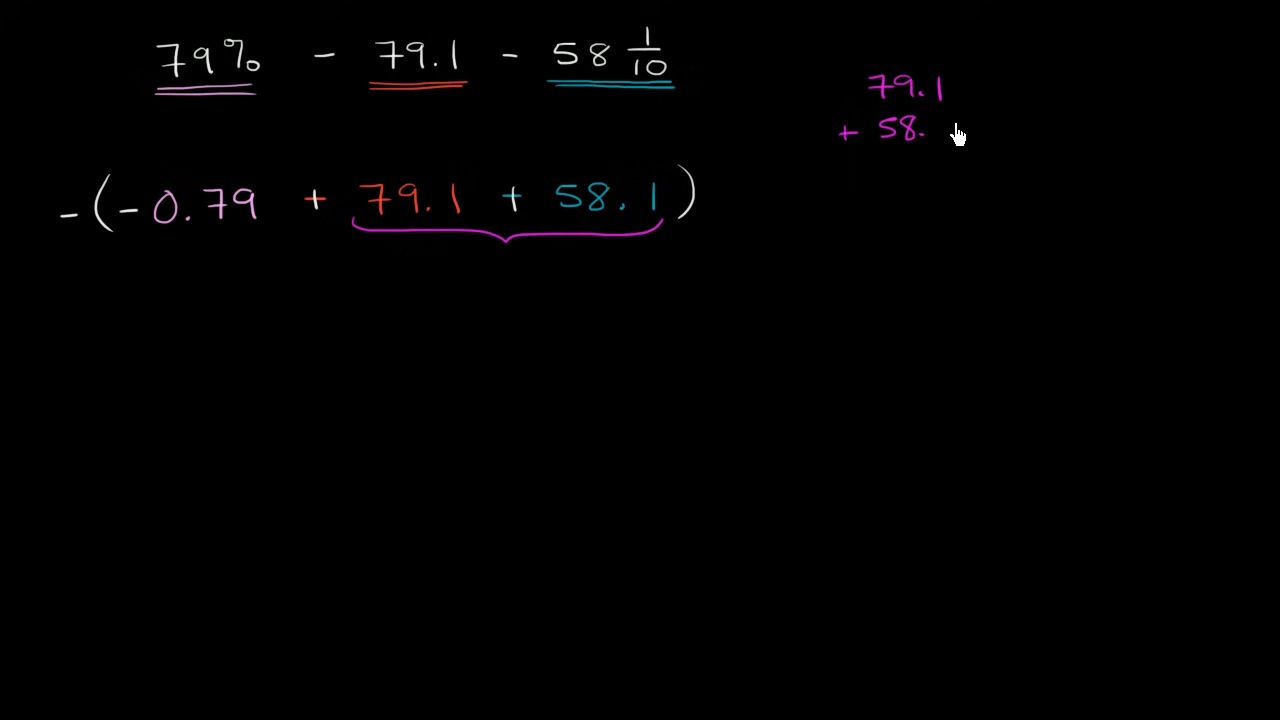 79% - 79.1 - 58 1/10
79.1
+ 58.
-(-0.79 + 79.1 + 58.1)